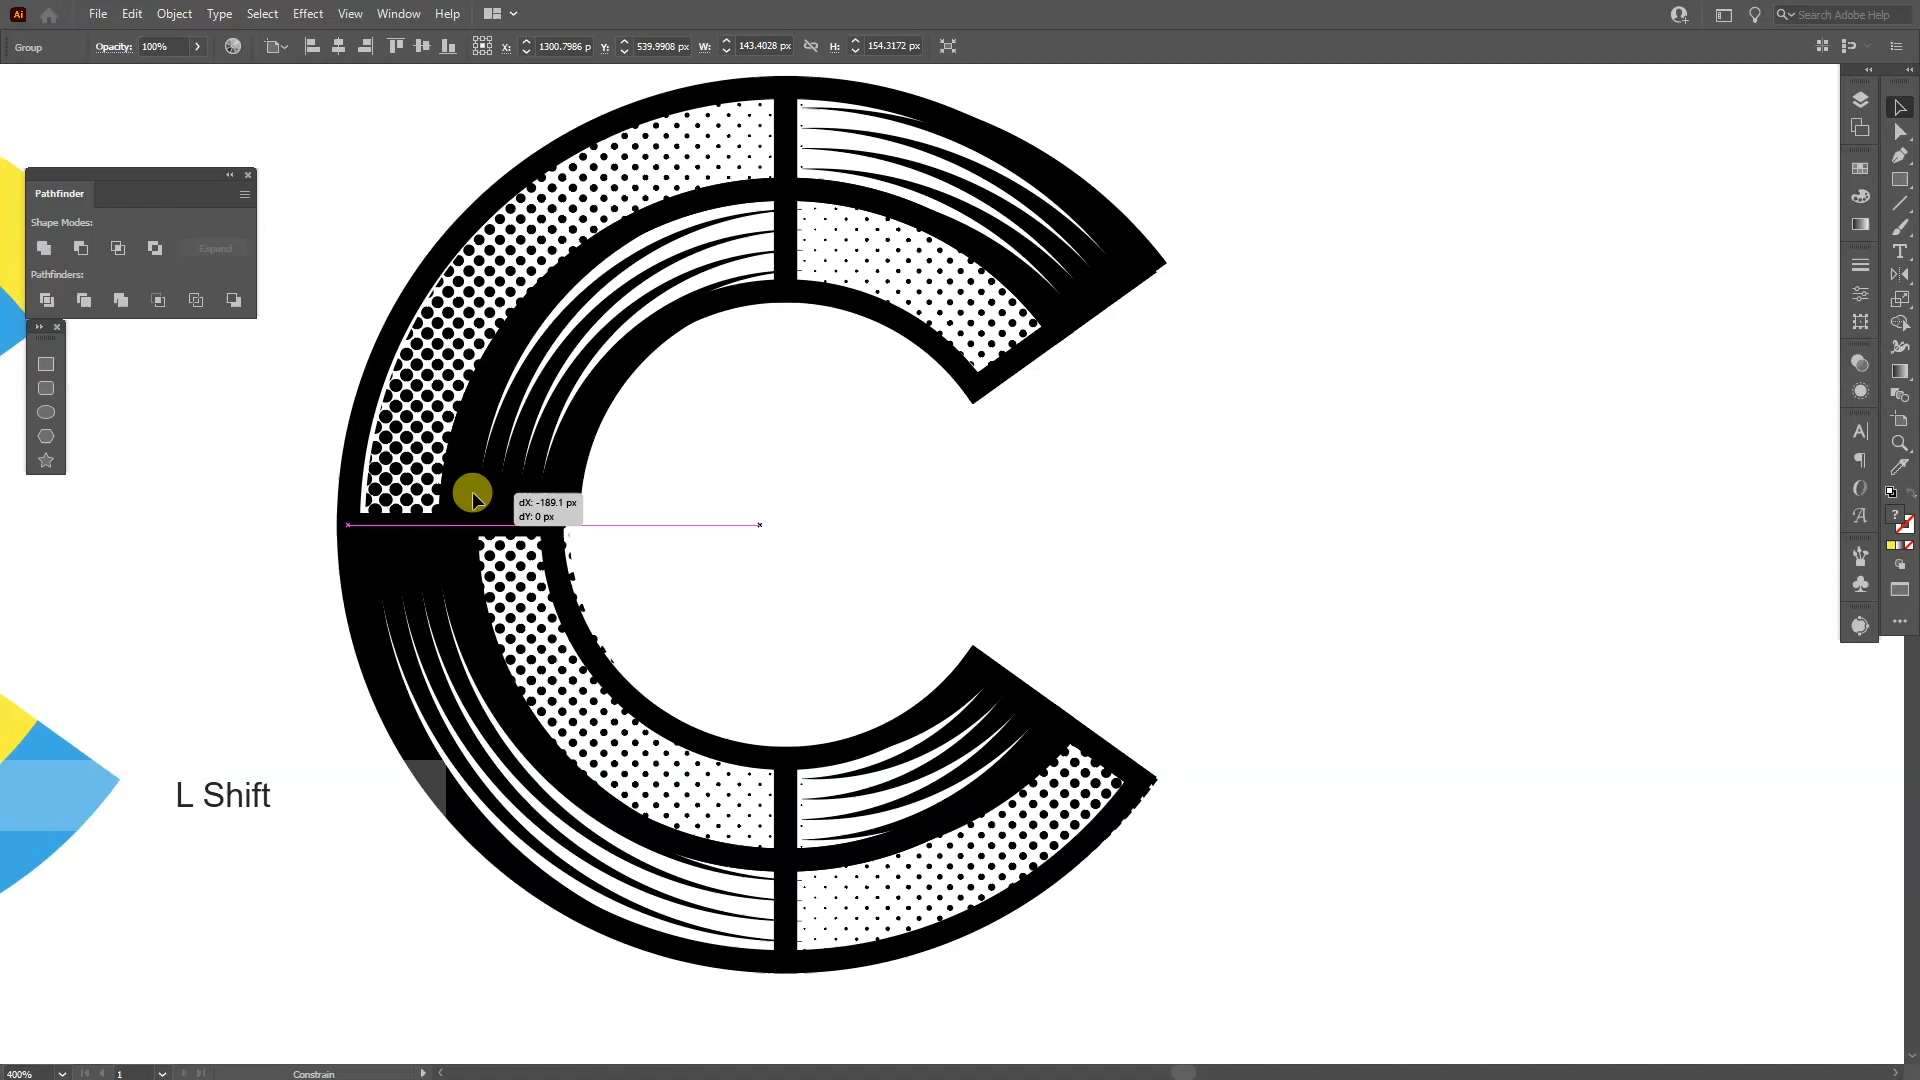 Ai File Edit Object Type Select Effect View Window Help Search Adobe Help
Group Opacity: 100% X: 1300.7986 p Y: 539.9908 px W: 143.4028 px H: 154.3172 px
Pathfinder
Shape Modes:
Expand
Pathfinders:
dX: -189.1 px
dY: 0 px
L Shift
400% 1 Constrain